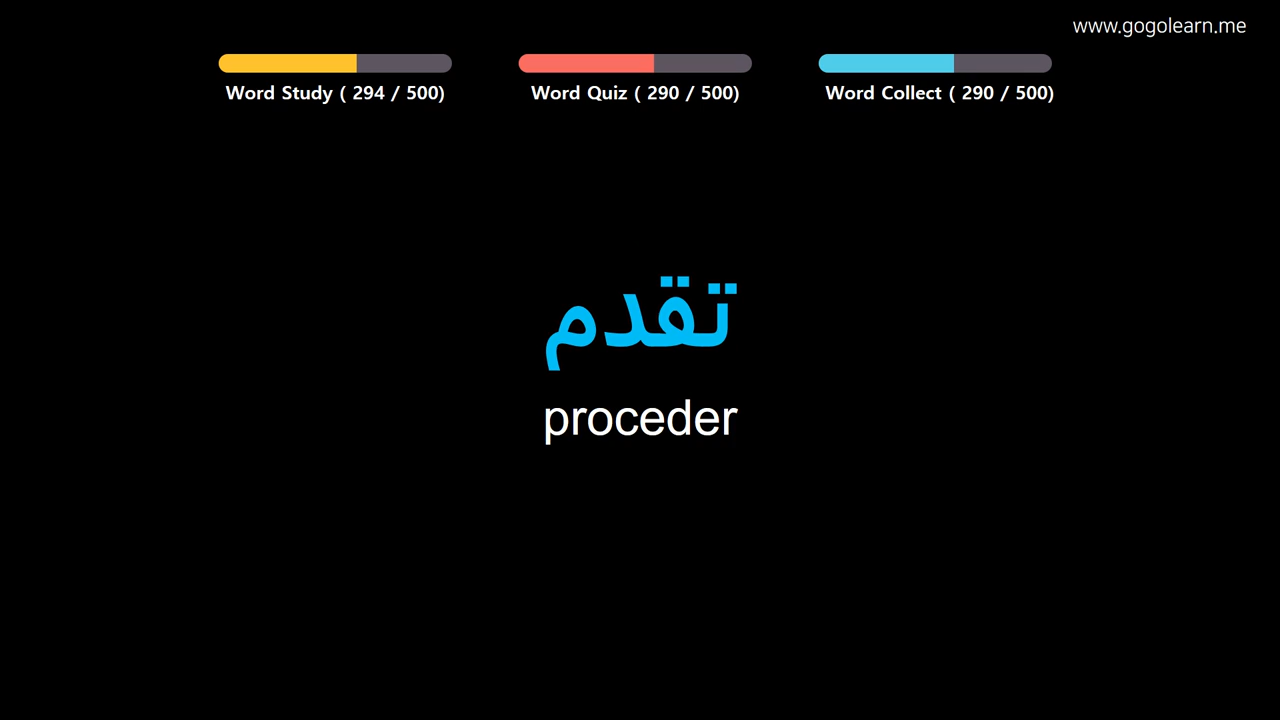 www.gogolearn.me
Word Study ( 294 / 500)
Word Quiz ( 290 / 500)
Word Collect ( 290 / 500)
تقدم
proceder